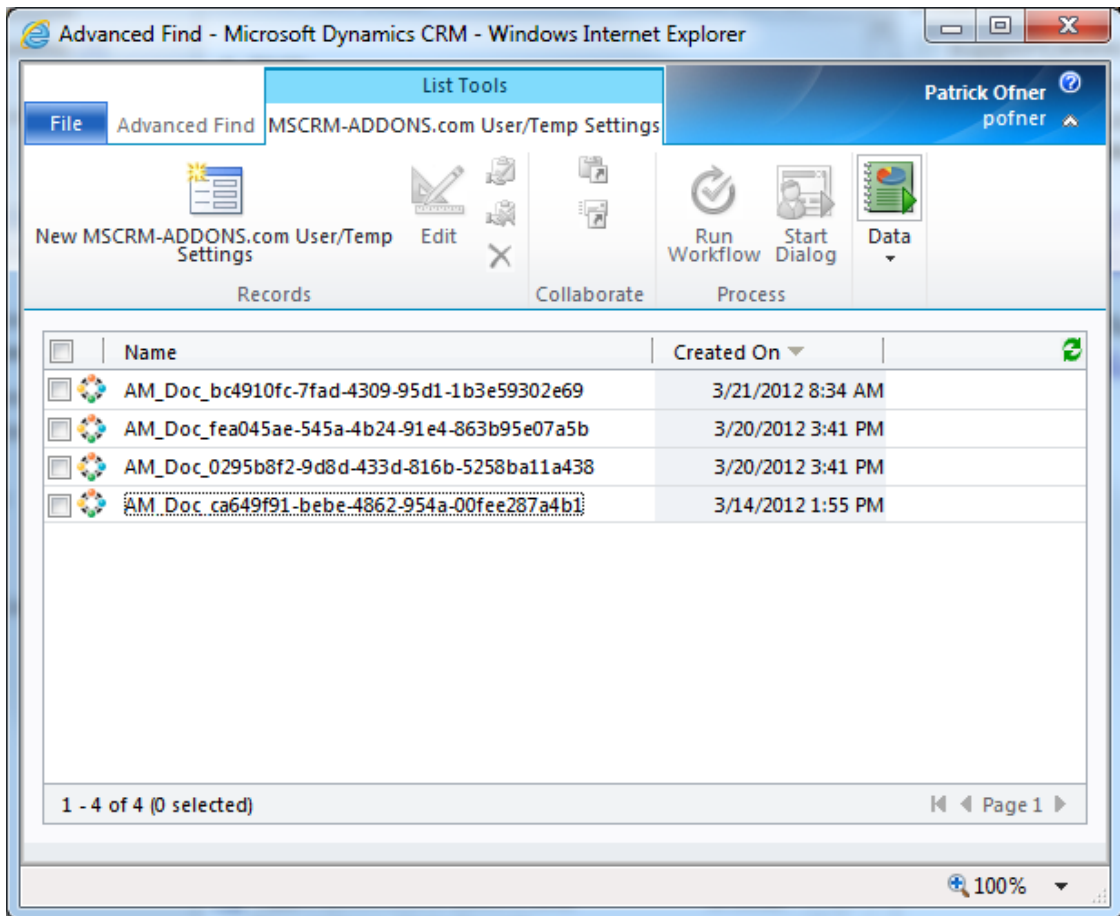 Advanced Find - Microsoft Dynamics CRM - Windows Internet Explorer
List Tools
Patrick Ofner
File Advanced Find MSCRM-ADDONS.com User/Temp Settings pofner
New MSCRM-ADDONS.com User/Temp Settings
Edit
Run Workflow
Start Dialog
Data
Records Collaborate Process
Name Created On
AM_Doc_bc4910fc-7fad-4309-95d1-1b3e59302e69 3/21/2012 8:34 AM
AM_Doc_fea045ae-545a-4b24-91e4-863b95e07a5b 3/20/2012 3:41 PM
AM_Doc_0295b8f2-9d8d-433d-816b-5258ba11a438 3/20/2012 3:41 PM
AM_Doc_ca649f91-bebe-4862-954a-00fee287a4b1 3/14/2012 1:55 PM
1 - 4 of 4 (0 selected) Page 1
100%